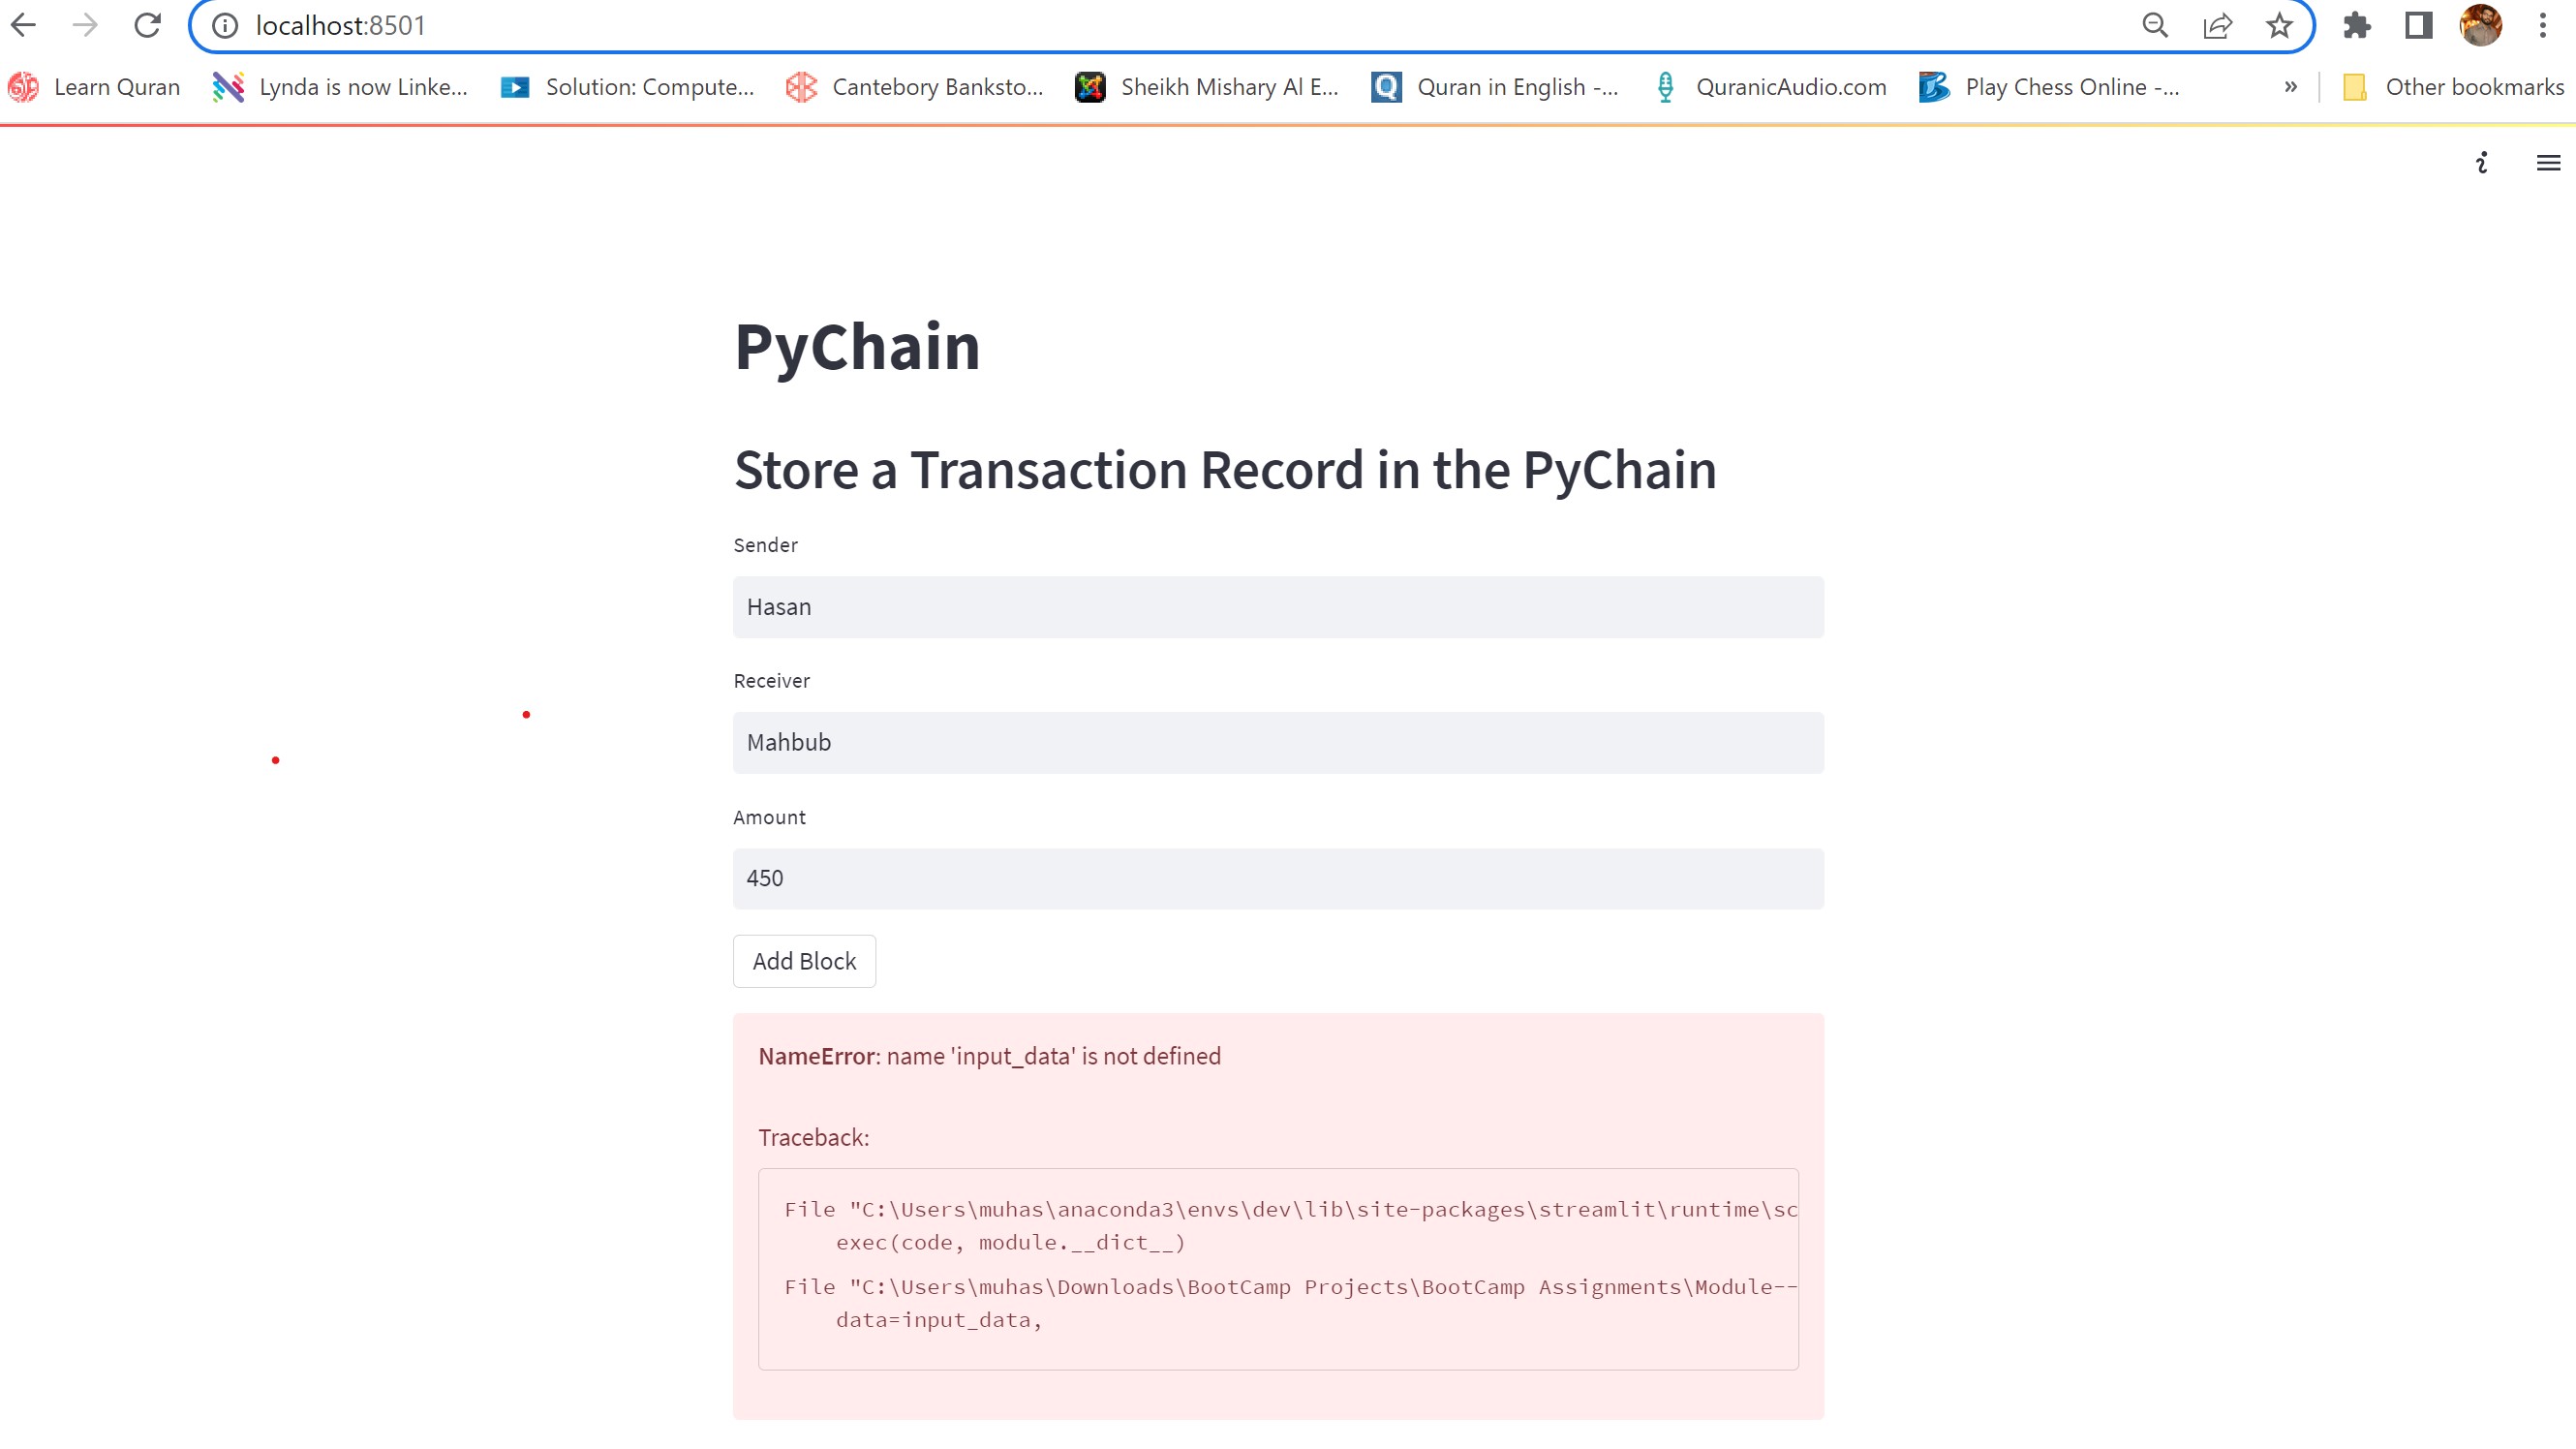 localhost:8501
Learn Quran Lynda is now Linke... Solution: Compute... Cantebory Banksto... Sheikh Mishary Al E... Quran in English -... QuranicAudio.com Play Chess Online -... » Other bookmarks
PyChain
Store a Transaction Record in the PyChain
Sender
Hasan
Receiver
Mahbub
Amount
450
Add Block
NameError: name 'input_data' is not defined
Traceback:
File "C:\Users\muhas\anaconda3\envs\dev\lib\site-packages\streamlit\runtime\sc
exec(code, module.__dict__)
File "C:\Users\muhas\Downloads\BootCamp Projects\BootCamp Assignments\Module--
data=input_data,